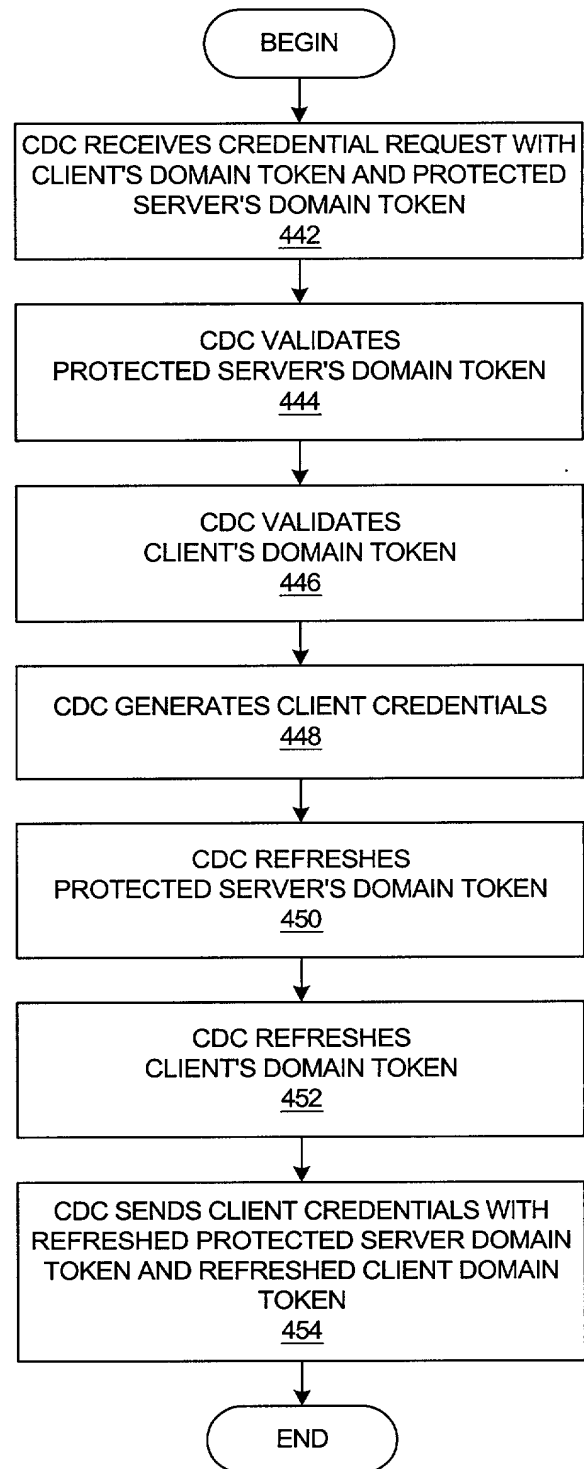 BEGIN
CDC RECEIVES CREDENTIAL REQUEST WITH
CLIENT'S DOMAIN TOKEN AND PROTECTED
SERVER'S DOMAIN TOKEN
442
CDC VALIDATES
PROTECTED SERVER'S DOMAIN TOKEN
444
CDC VALIDATES
CLIENT'S DOMAIN TOKEN
446
CDC GENERATES CLIENT CREDENTIALS
448
CDC REFRESHES
PROTECTED SERVER'S DOMAIN TOKEN
450
CDC REFRESHES
CLIENT'S DOMAIN TOKEN
452
CDC SENDS CLIENT CREDENTIALS WITH
REFRESHED PROTECTED SERVER DOMAIN
TOKEN AND REFRESHED CLIENT DOMAIN
TOKEN
454
END